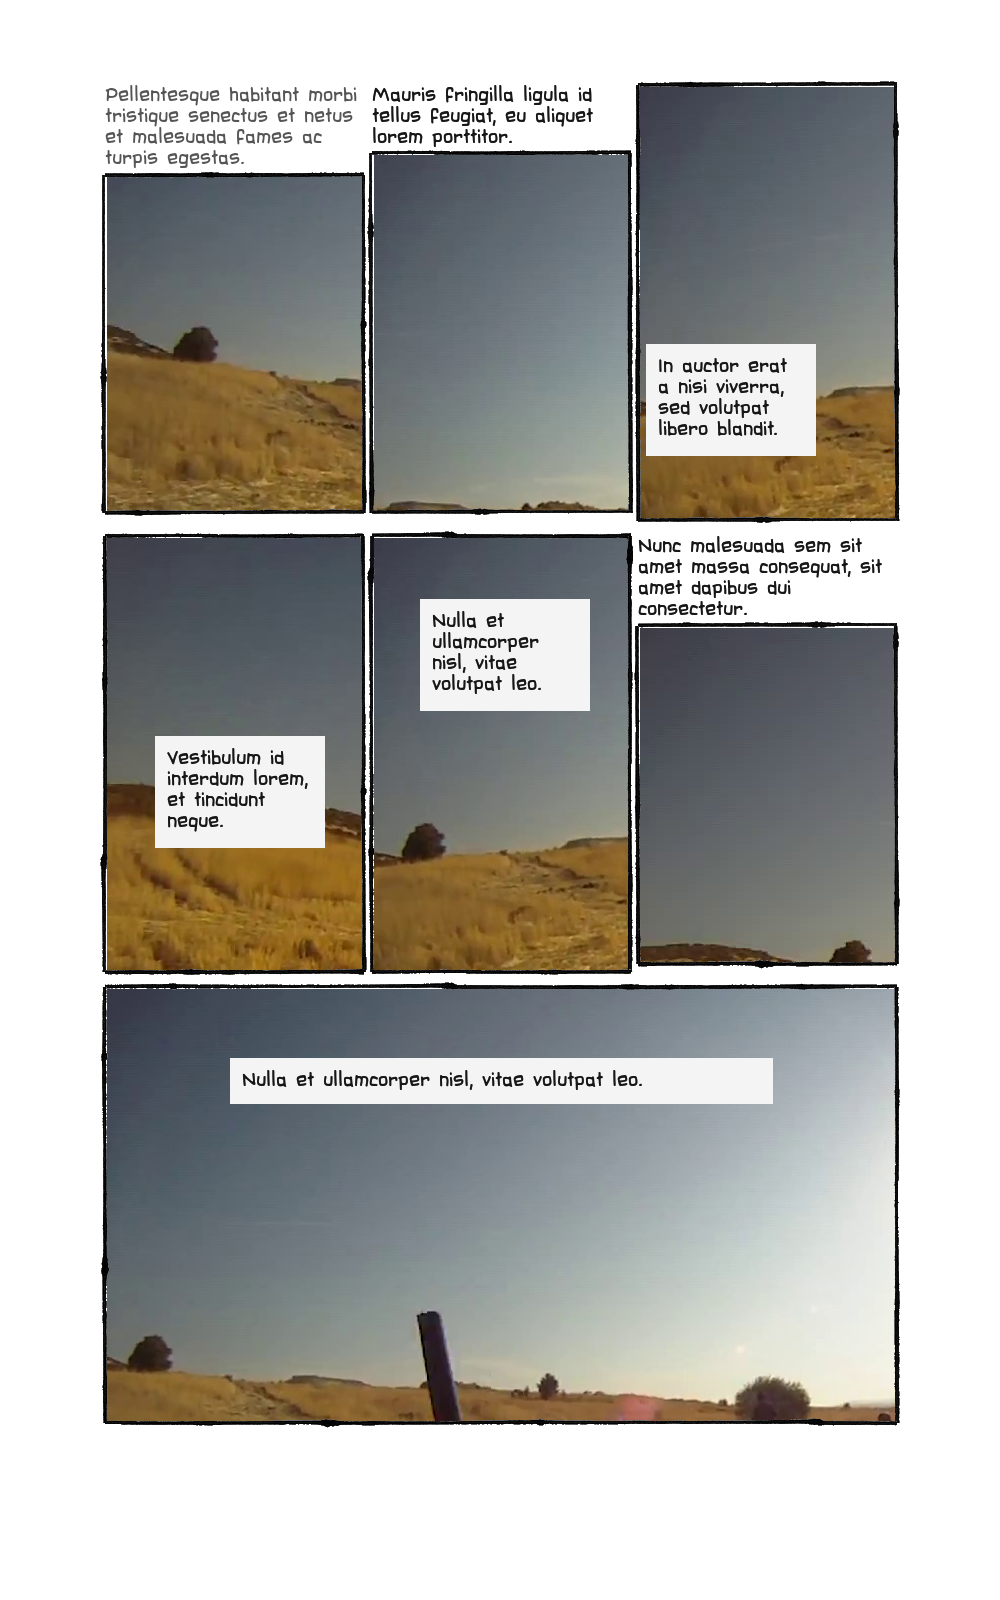 Pellentesque habitant morbi
tristique senectus et netus
et malesuada fames ac
turpis egestas.
Mauris fringilla ligula id
tellus feugiat, eu aliquet
lorem porttitor.
In auctor erat
a nisi viverra,
sed volutpat
libero blandit.
Vestibulum id
interdum lorem,
et tincidunt
neque.
Nulla et
ullamcorper
nisl, vitae
volutpat leo.
Nunc malesuada sem sit
amet massa consequat, sit
amet dapibus dui
consectetur.
Nulla et ullamcorper nisl, vitae volutpat leo.